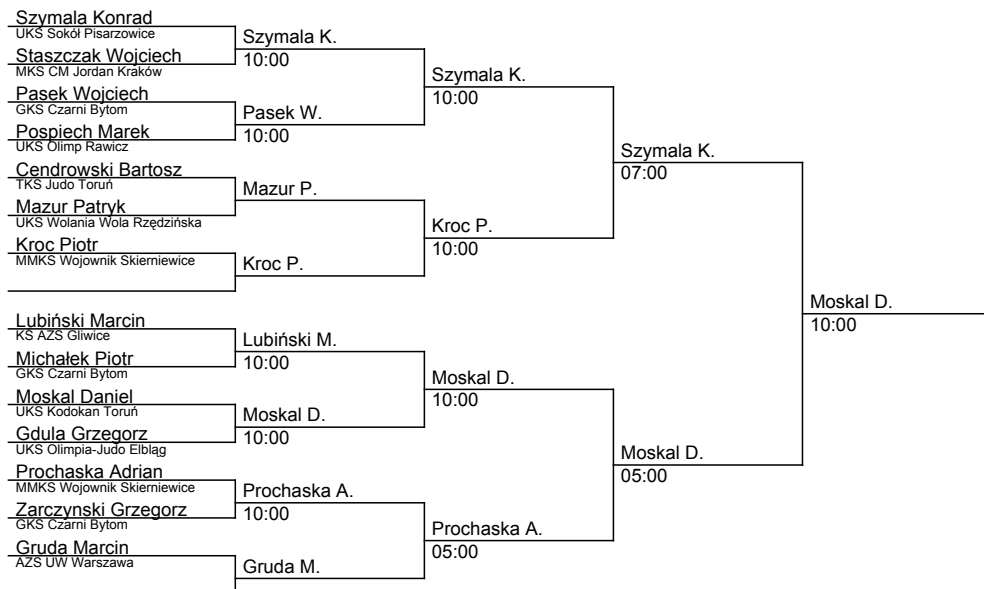 Szymala Konrad
UKS Sokół Pisarzowice
Staszczak Wojciech
MKS CM Jordan Kraków
Pasek Wojciech
GKS Czarni Bytom
Pospiech Marek
UKS Olimp Rawicz
Cendrowski Bartosz
TKS Judo Toruń
Mazur Patryk
UKS Wolania Wola Rzędzińska
Kroc Piotr
MMKS Wojownik Skierniewice
Lubiński Marcin
KS AZS Gliwice
Michałek Piotr
GKS Czarni Bytom
Moskal Daniel
UKS Kodokan Toruń
Gdula Grzegorz
UKS Olimpia-Judo Elbląg
Prochaska Adrian
MMKS Wojownik Skierniewice
Zarczynski Grzegorz
GKS Czarni Bytom
Gruda Marcin
AZS UW Warszawa
Szymala K.
10:00
Pasek W.
10:00
Mazur P.
Kroc P.
Lubiński M.
10:00
Moskal D.
10:00
Prochaska A.
10:00
Gruda M.
Szymala K.
10:00
Kroc P.
10:00
Moskal D.
10:00
Prochaska A.
05:00
Szymala K.
07:00
Moskal D.
05:00
Moskal D.
10:00